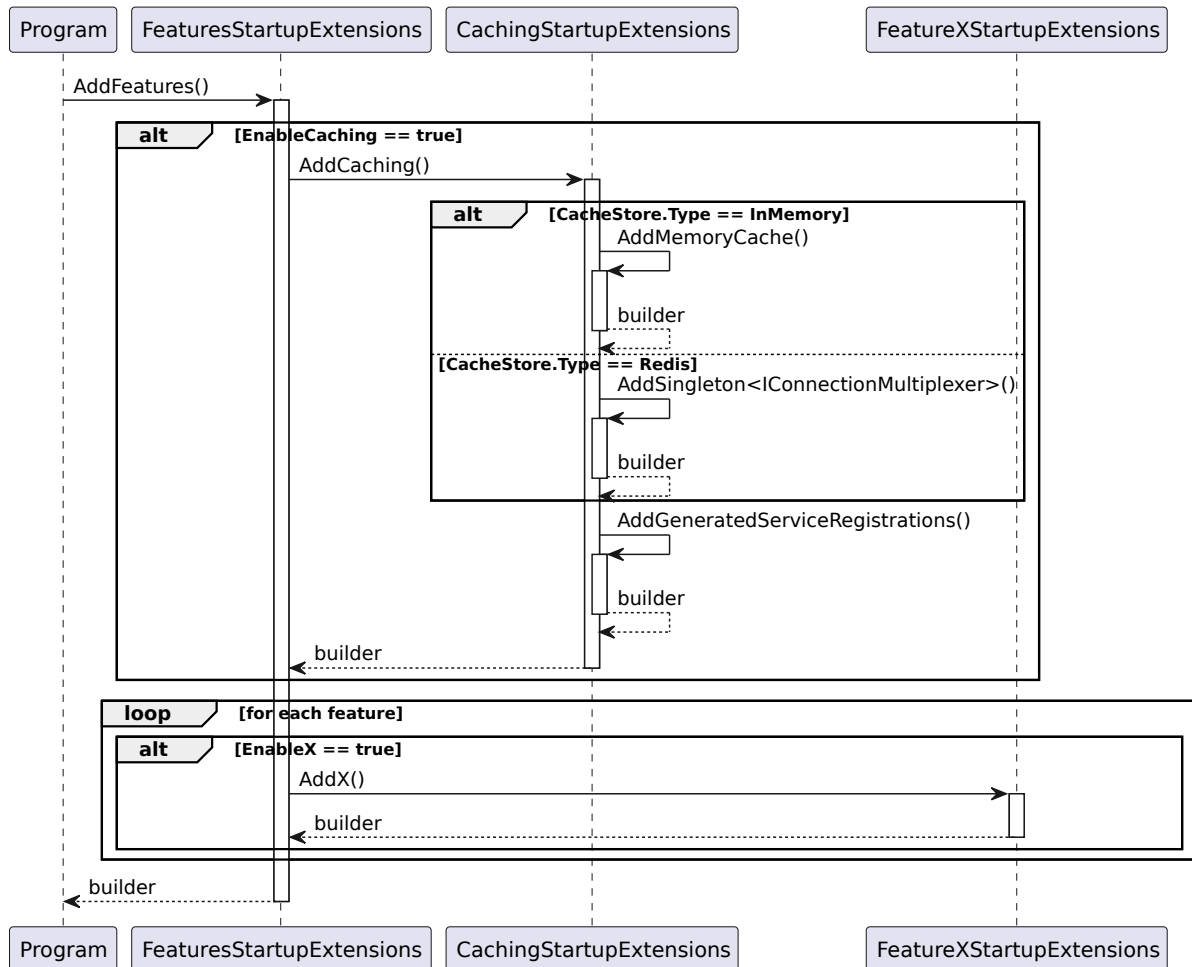 Program FeaturesStartupExtensions CachingStartupExtensions FeatureXStartupExtensions
AddFeatures()
alt [EnableCaching == true]
AddCaching()
alt [CacheStore.Type == InMemory]
AddMemoryCache()
builder
[CacheStore.Type == Redis]
AddSingleton<IConnectionMultiplexer>()
builder
AddGeneratedServiceRegistrations()
builder
builder
loop [for each feature]
alt [EnableX == true]
AddX()
builder
builder
Program FeaturesStartupExtensions CachingStartupExtensions FeatureXStartupExtensions